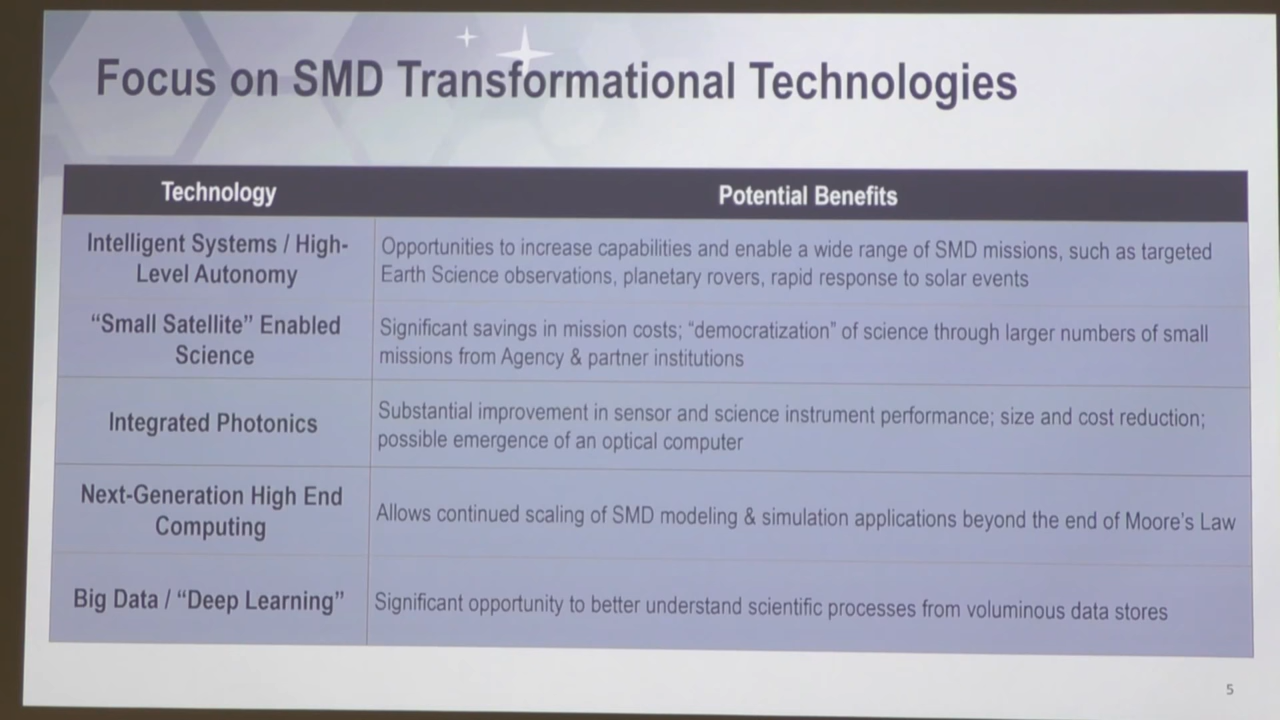 Focus on SMD Transformational Technologies
Technology
Potential Benefits
Intelligent Systems / High-
Level Autonomy
Opportunities to increase capabilities and enable a wide range of SMD missions, such as targeted
Earth Science observations, planetary rovers, rapid response to solar events
“Small Satellite” Enabled
Science
Significant savings in mission costs; “democratization” of science through larger numbers of small
missions from Agency & partner institutions
Integrated Photonics
Substantial improvement in sensor and science instrument performance; size and cost reduction;
possible emergence of an optical computer
Next-Generation High End
Computing
Allows continued scaling of SMD modeling & simulation applications beyond the end of Moore’s Law
Big Data / “Deep Learning”
Significant opportunity to better understand scientific processes from voluminous data stores
5